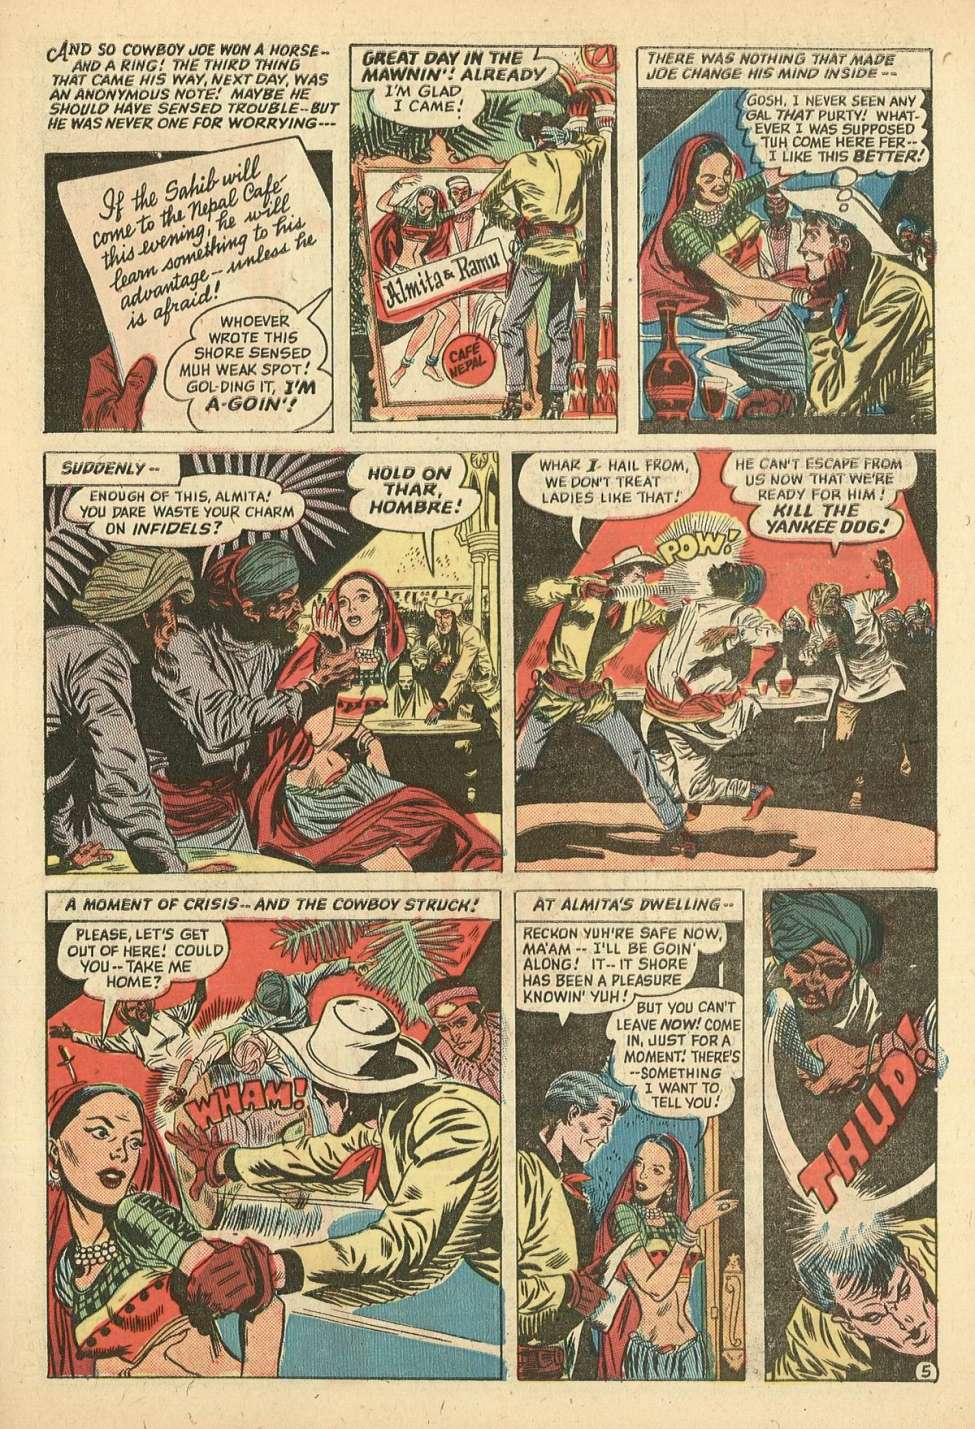 AND SO COWBOY JOE WON A HORSE--
AND A RING! THE THIRD THING
THAT CAME HIS WAY, NEXT DAY, WAS
AN ANONYMOUS NOTE! MAYBE HE
SHOULD HAVE SENSED TROUBLE--BUT
HE WAS NEVER ONE FOR WORRYING---
If the Sahib will
come to the Nepal Café
this evening, he will
learn something to his
advantage -- unless he
is afraid!
WHOEVER
WROTE THIS
SHORE SENSED
MUH WEAK SPOT!
GOL-DING IT, I'M
A-GOIN'!
GREAT DAY IN THE
MAWNIN'! ALREADY
I'M GLAD
I CAME!
Almita & Ramu
CAFÉ
NEPAL
THERE WAS NOTHING THAT MADE
JOE CHANGE HIS MIND INSIDE--
GOSH, I NEVER SEEN ANY
GAL THAT PURTY! WHAT-
EVER I WAS SUPPOSED
TUH COME HERE FER--
I LIKE THIS BETTER!
SUDDENLY--
ENOUGH OF THIS, ALMITA!
YOU DARE WASTE YOUR CHARM
ON INFIDELS?
HOLD ON
THAR,
HOMBRE!
WHAR I HAIL FROM,
WE DON'T TREAT
LADIES LIKE THAT!
POW!
HE CAN'T ESCAPE FROM
US NOW THAT WE'RE
READY FOR HIM!
KILL THE
YANKEE DOG!
A MOMENT OF CRISIS--AND THE COWBOY STRUCK!
PLEASE, LET'S GET
OUT OF HERE! COULD
YOU--TAKE ME
HOME?
WHAM!
AT ALMITA'S DWELLING--
RECKON YUH'RE SAFE NOW,
MA'AM -- I'LL BE GOIN'
ALONG! IT--IT SHORE
HAS BEEN A PLEASURE
KNOWIN' YUH!
BUT YOU CAN'T
LEAVE NOW! COME
IN, JUST FOR A
MOMENT! THERE'S
--SOMETHING
I WANT TO
TELL YOU!
THUD!
5